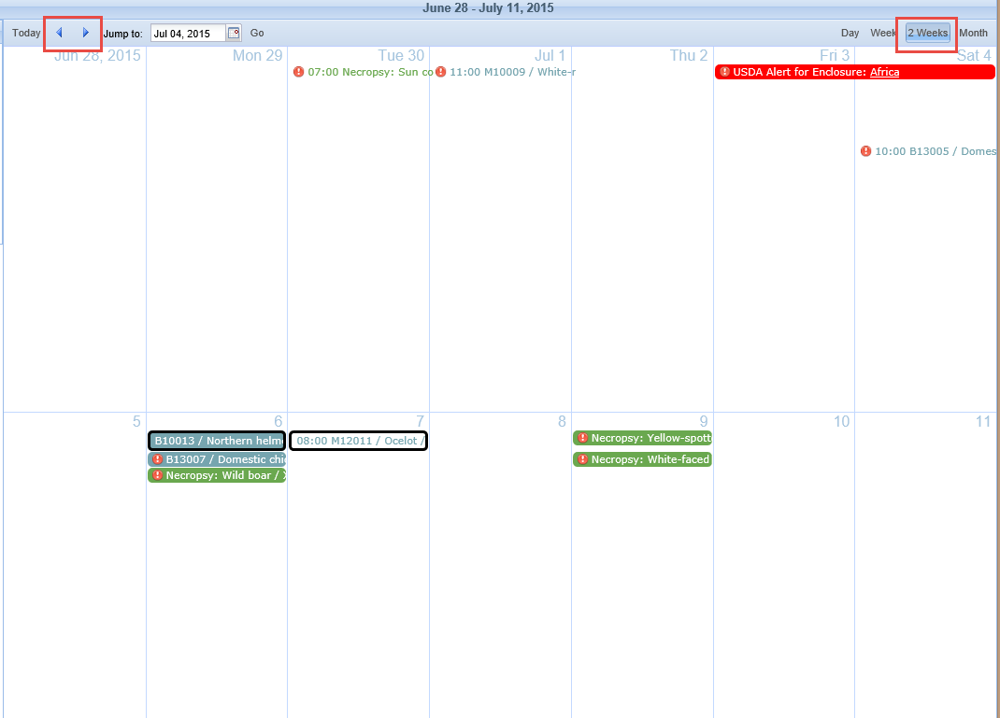 June 28 - July 11, 2015
Today Jump to: Jul 04, 2015 Go Day Week 2 Weeks Month
Jun 28, 2015 Mon 29 Tue 30 Jul 1 Thu 2 Fri 3 Sat 4
07:00 Necropsy: Sun co 11:00 M10009 / White-r USDA Alert for Enclosure: Africa
10:00 B13005 / Domes
5 6 7 8 9 10 11
B10013 / Northern helm 08:00 M12011 / Ocelot / Necropsy: Yellow-spott
B13007 / Domestic chi Necropsy: White-faced
Necropsy: Wild boar /